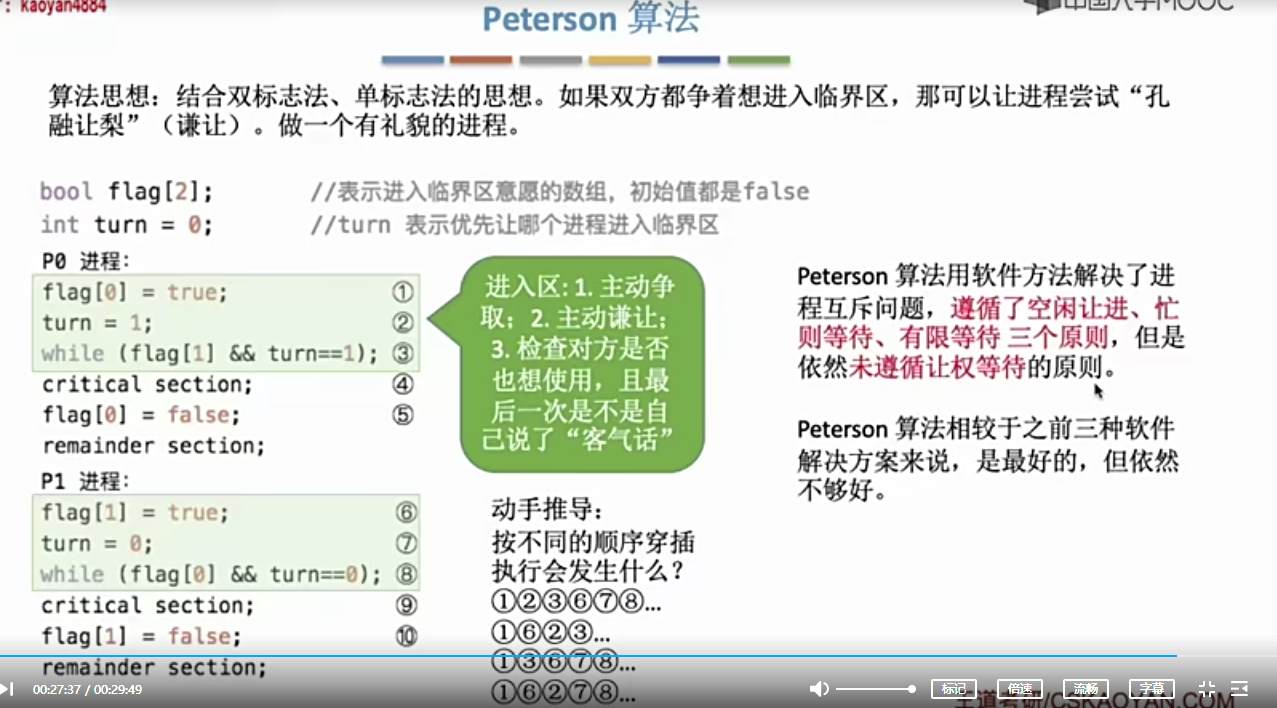 : kaoyan4884
中国大学MOOC
Peterson 算法
算法思想：结合双标志法、单标志法的思想。如果双方都争着想进入临界区，那可以让进程尝试“孔
融让梨”（谦让）。做一个有礼貌的进程。
bool flag[2]; //表示进入临界区意愿的数组，初始值都是false
int turn = 0; //turn 表示优先让哪个进程进入临界区
P0 进程：
flag[0] = true; ①
turn = 1; ②
while (flag[1] && turn==1); ③
critical section; ④
flag[0] = false; ⑤
remainder section;
P1 进程：
flag[1] = true; ⑥
turn = 0; ⑦
while (flag[0] && turn==0); ⑧
critical section; ⑨
flag[1] = false; ⑩
remainder section;
进入区: 1. 主动争
取；2. 主动谦让；
3. 检查对方是否
也想使用，且最
后一次是不是自
己说了“客气话”
动手推导：
按不同的顺序穿插
执行会发生什么？
①②③⑥⑦⑧...
①⑥②③...
①③⑥⑦⑧...
①⑥②⑦⑧...
Peterson 算法用软件方法解决了进
程互斥问题，遵循了空闲让进、忙
则等待、有限等待 三个原则，但是
依然未遵循让权等待的原则。
Peterson 算法相较于之前三种软件
解决方案来说，是最好的，但依然
不够好。
00:27:37 / 00:29:49
标记
倍速
流畅
字幕
王道考研/CSKAOYAN.COM